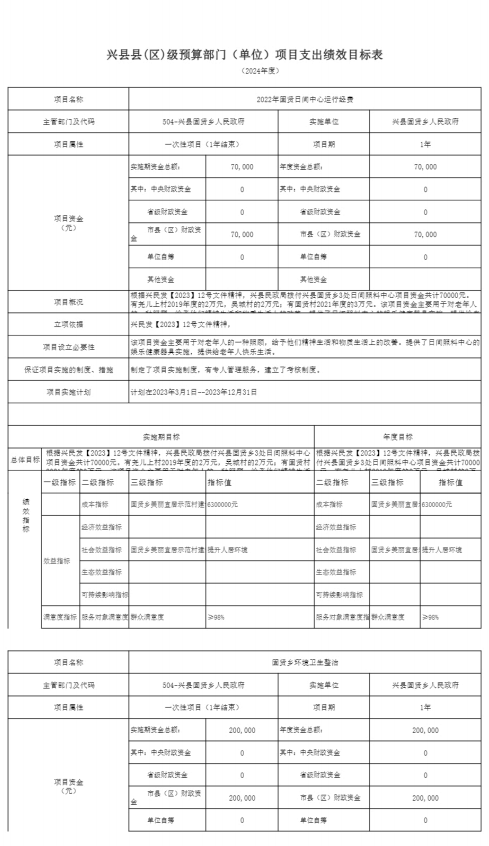 兴县县(区)级预算部门（单位）项目支出绩效目标表
（2024年度）
项目名称 2022年固贤日间中心运行经费
主管部门及代码 504-兴县固贤乡人民政府 实施单位 兴县固贤乡人民政府
项目属性 一次性项目（1年结束） 项目期 1年
项目资金（元） 实施期资金总额： 70,000 年度资金总额： 70,000
其中：中央财政资金 0 其中：中央财政资金 0
省级财政资金 0 省级财政资金 0
市县（区）财政资金 70,000 市县（区）财政资金 70,000
单位自筹 0 单位自筹 0
其他资金 其他资金
项目概况 根据兴民发【2023】12号文件精神，兴县民政局拨付兴县固贤乡3处日间照料中心项目资金共计70000元。
有尧儿上村2019年度的2万元，吴城村的2万元；有固贤村2021年度的3万元。该项目资金主要用于对老年人
立项依据 兴民发【2023】12号文件精神，
项目设立必要性 该项目资金主要用于对老年人的一种照顾，给予他们精神生活和物质生活上的改善。提供了日间照料中心的
娱乐健康器具实施，提供给老年人快乐生活。
保证项目实施的制度、措施 制定了项目实施制度，有专人管理服务，建立了考核制度。
项目实施计划 计划在2023年3月1日--2023年12月31日
实施期目标 年度目标
总体目标 根据兴民发【2023】12号文件精神，兴县民政局拨付兴县固贤乡3处日间照料中心
项目资金共计70000元。有尧儿上村2019年度的2万元，吴城村的2万元；有固贤村
根据兴民发【2023】12号文件精神，兴县民政局拨
付兴县固贤乡3处日间照料中心项目资金共计70000
绩效指标 一级指标 二级指标 三级指标 指标值 二级指标 三级指标 指标值
成本指标 固贤乡美丽宜居示范村建 6300000元 成本指标 固贤乡美丽宜居 6300000元
效益指标 经济效益指标 经济效益指标
社会效益指标 固贤乡美丽宜居示范村建 提升人居环境 社会效益指标 固贤乡美丽宜居 提升人居环境
生态效益指标 生态效益指标
可持续影响指标 可持续影响指标
满意度指标 服务对象满意度 群众满意度 ≥98% 服务对象满意度指 群众满意度 ≥98%
项目名称 固贤乡环境卫生整治
主管部门及代码 504-兴县固贤乡人民政府 实施单位 兴县固贤乡人民政府
项目属性 一次性项目（1年结束） 项目期 1年
项目资金（元） 实施期资金总额： 200,000 年度资金总额： 200,000
其中：中央财政资金 0 其中：中央财政资金 0
省级财政资金 0 省级财政资金 0
市县（区）财政资金 200,000 市县（区）财政资金 200,000
单位自筹 0 单位自筹 0